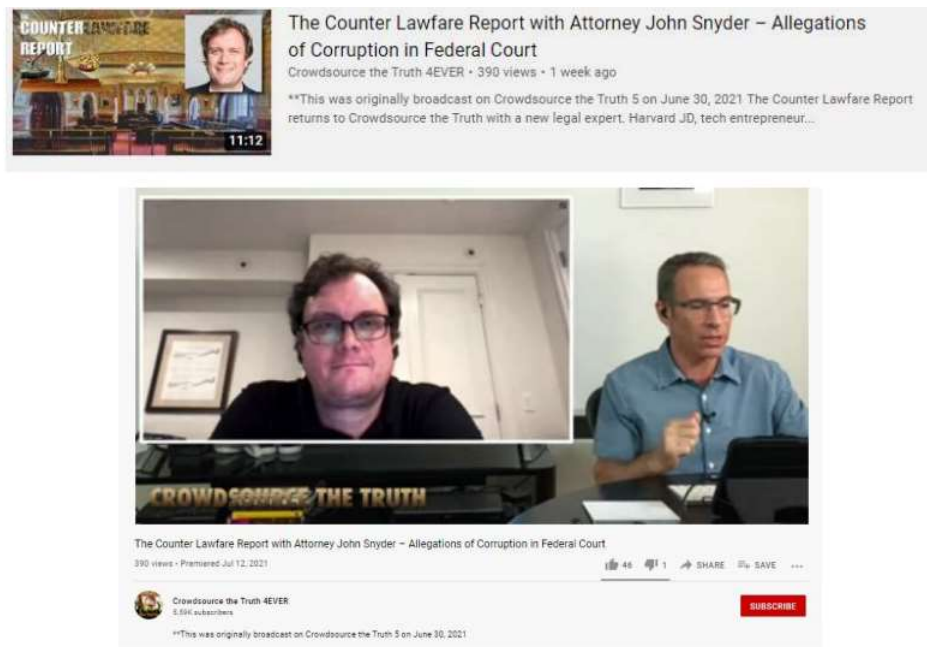 COUNTER LAWFARE
REPORT
11:12
The Counter Lawfare Report with Attorney John Snyder – Allegations
of Corruption in Federal Court
Crowdsource the Truth 4EVER • 390 views • 1 week ago
**This was originally broadcast on Crowdsource the Truth 5 on June 30, 2021 The Counter Lawfare Report
returns to Crowdsource the Truth with a new legal expert. Harvard JD, tech entrepreneur...
CROWDSOURCE THE TRUTH
The Counter Lawfare Report with Attorney John Snyder – Allegations of Corruption in Federal Court
390 views • Premiered Jul 12, 2021
46 1 SHARE SAVE ...
Crowdsource the Truth 4EVER
5.59K subscribers
SUBSCRIBE
**This was originally broadcast on Crowdsource the Truth 5 on June 30, 2021